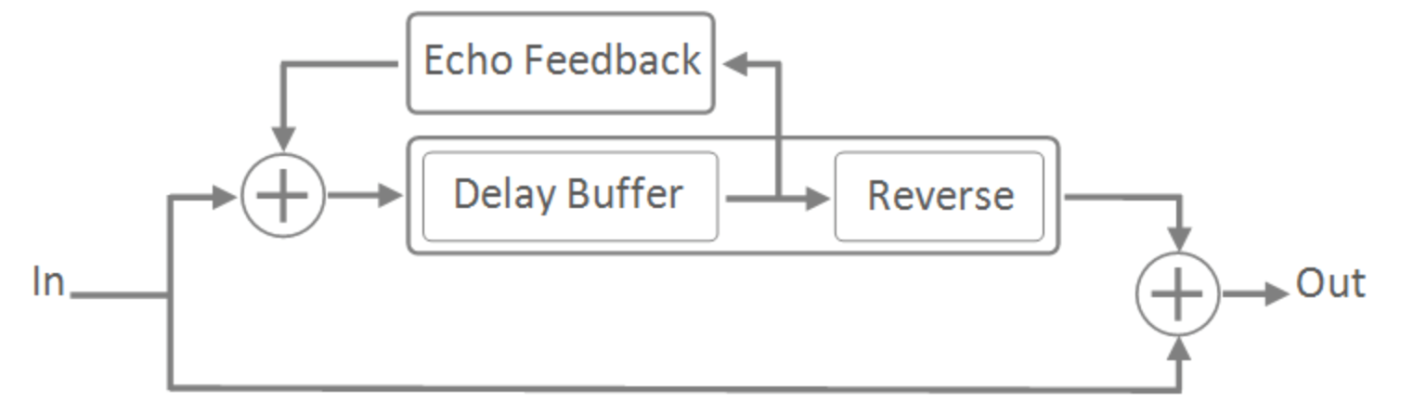 Echo Feedback
Delay Buffer
Reverse
In
Out